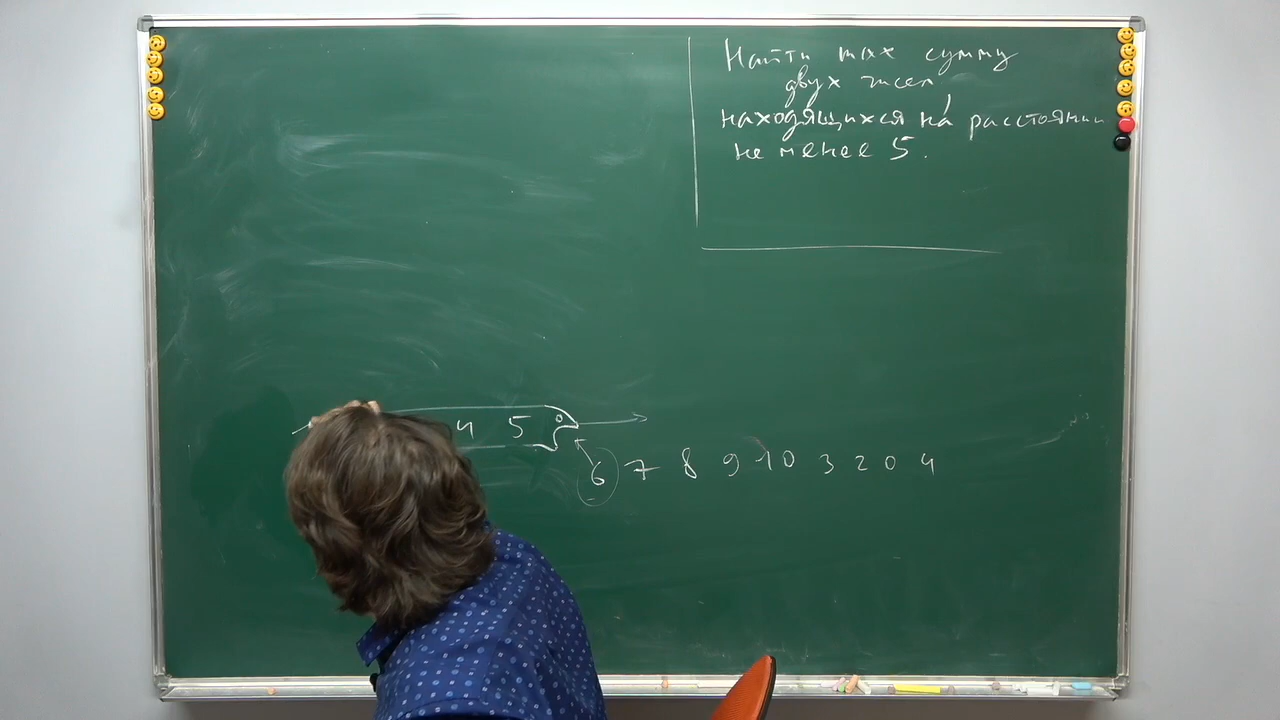 Найти max сумму
двух чисел,
находящихся на расстоянии
не менее 5.
4 5
6 7 8 9 10 3 2 0 4